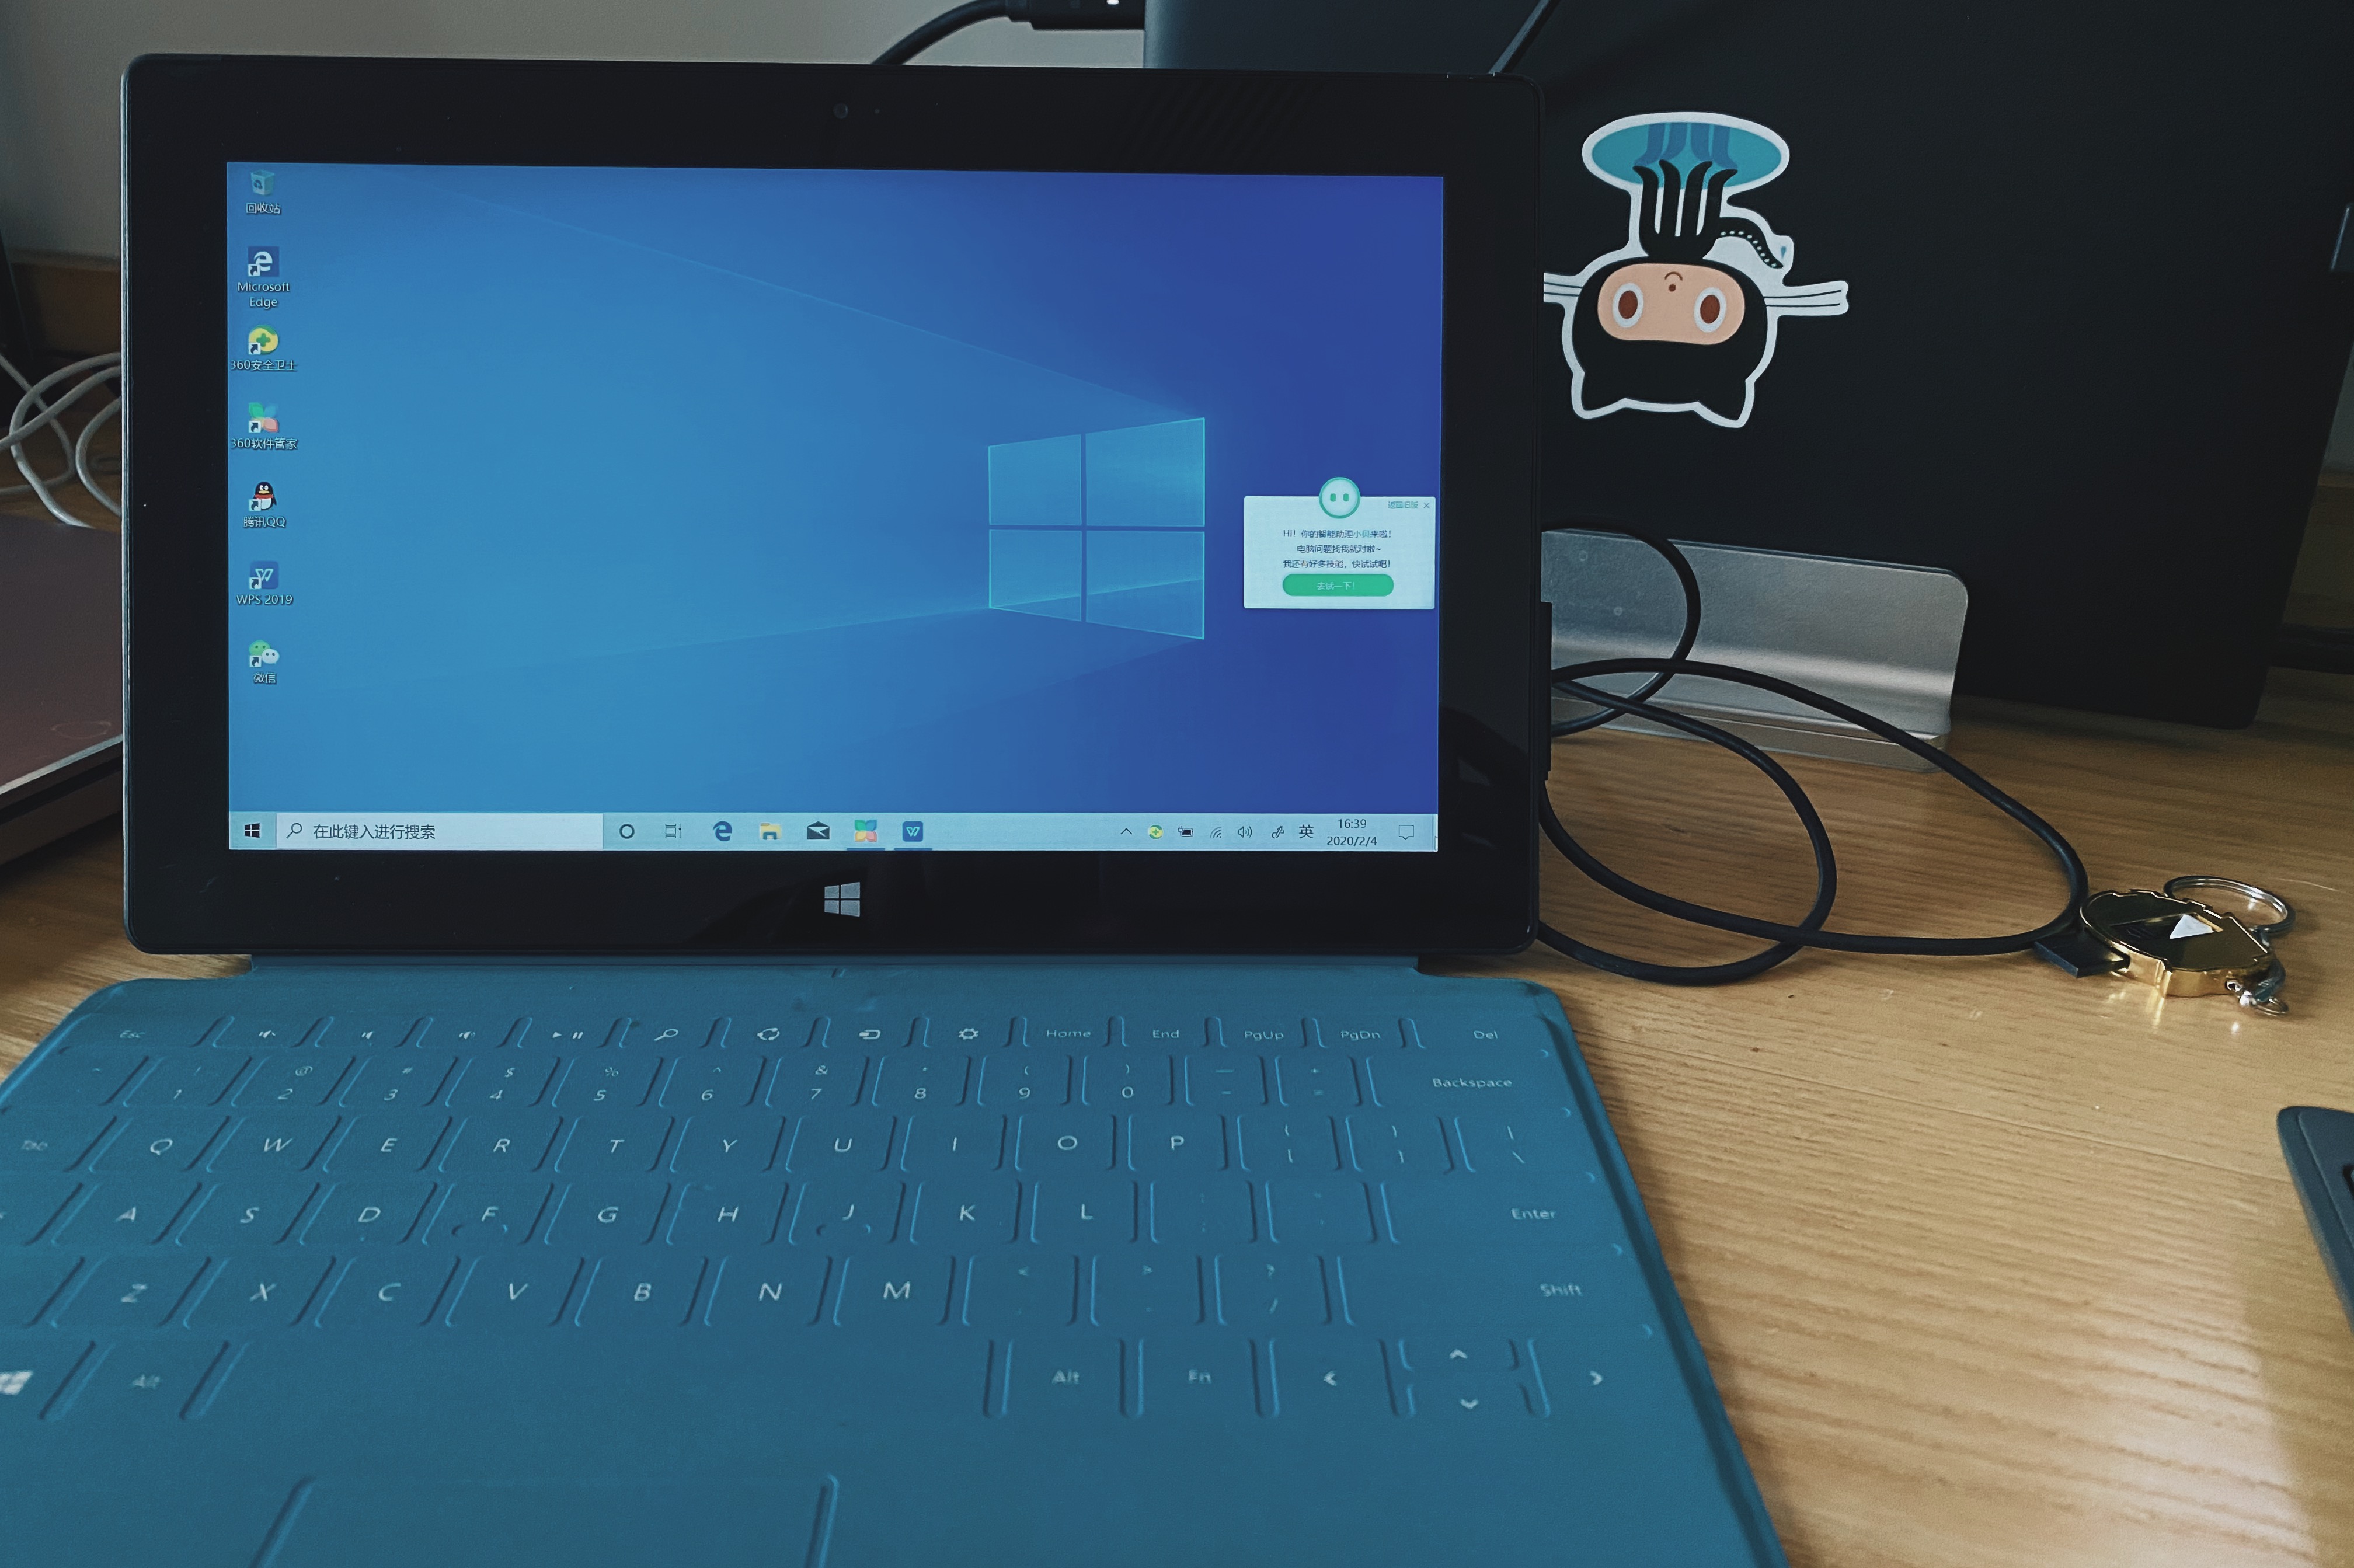 回收站
Microsoft
Edge
360安全卫士
360软件管家
腾讯QQ
WPS 2019
微信
返回旧版
Hi！你的智能助理小贝来啦！
电脑问题找我就对啦~
我还有好多技能，快试试吧！
去试一下！
在此键入进行搜索
英
16:39
2020/2/4
Esc Home End PgUp PgDn Del
! @ # $ % ^ & * ( ) — +
1 2 3 4 5 6 7 8 9 0 - = Backspace
Tab Q W E R T Y U I O P { [ } ] | \
A S D F G H J K L Enter
Z X C V B N M < > ? / Shift
Alt Alt Fn